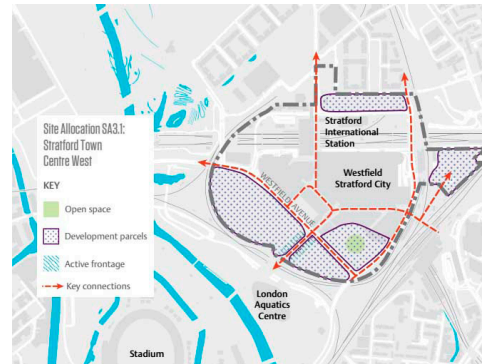 Site Allocation SA3.1:
Stratford Town
Centre West
KEY
Open space
Development parcels
Active frontage
Key connections
Stratford
International
Station
Westfield
Stratford City
WESTFIELD AVENUE
London
Aquatics
Centre
Stadium